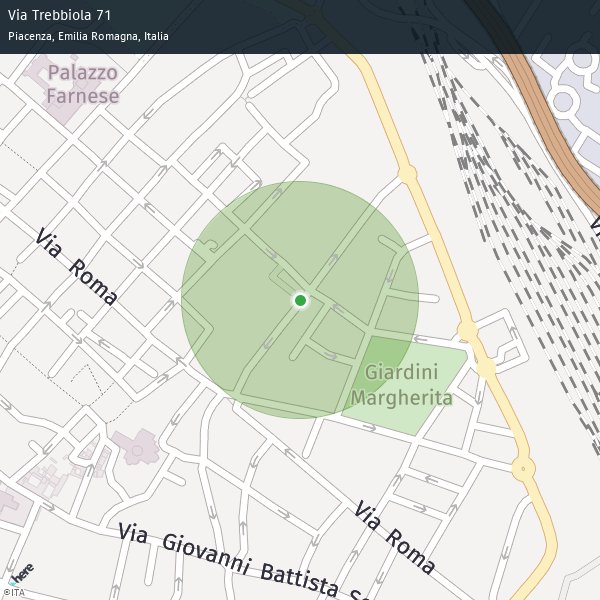 Via Trebbiola 71
Piacenza, Emilia Romagna, Italia
Palazzo
Farnese
Via Roma
Giardini
Margherita
Via Roma
Via Giovanni Battista
here
©ITA